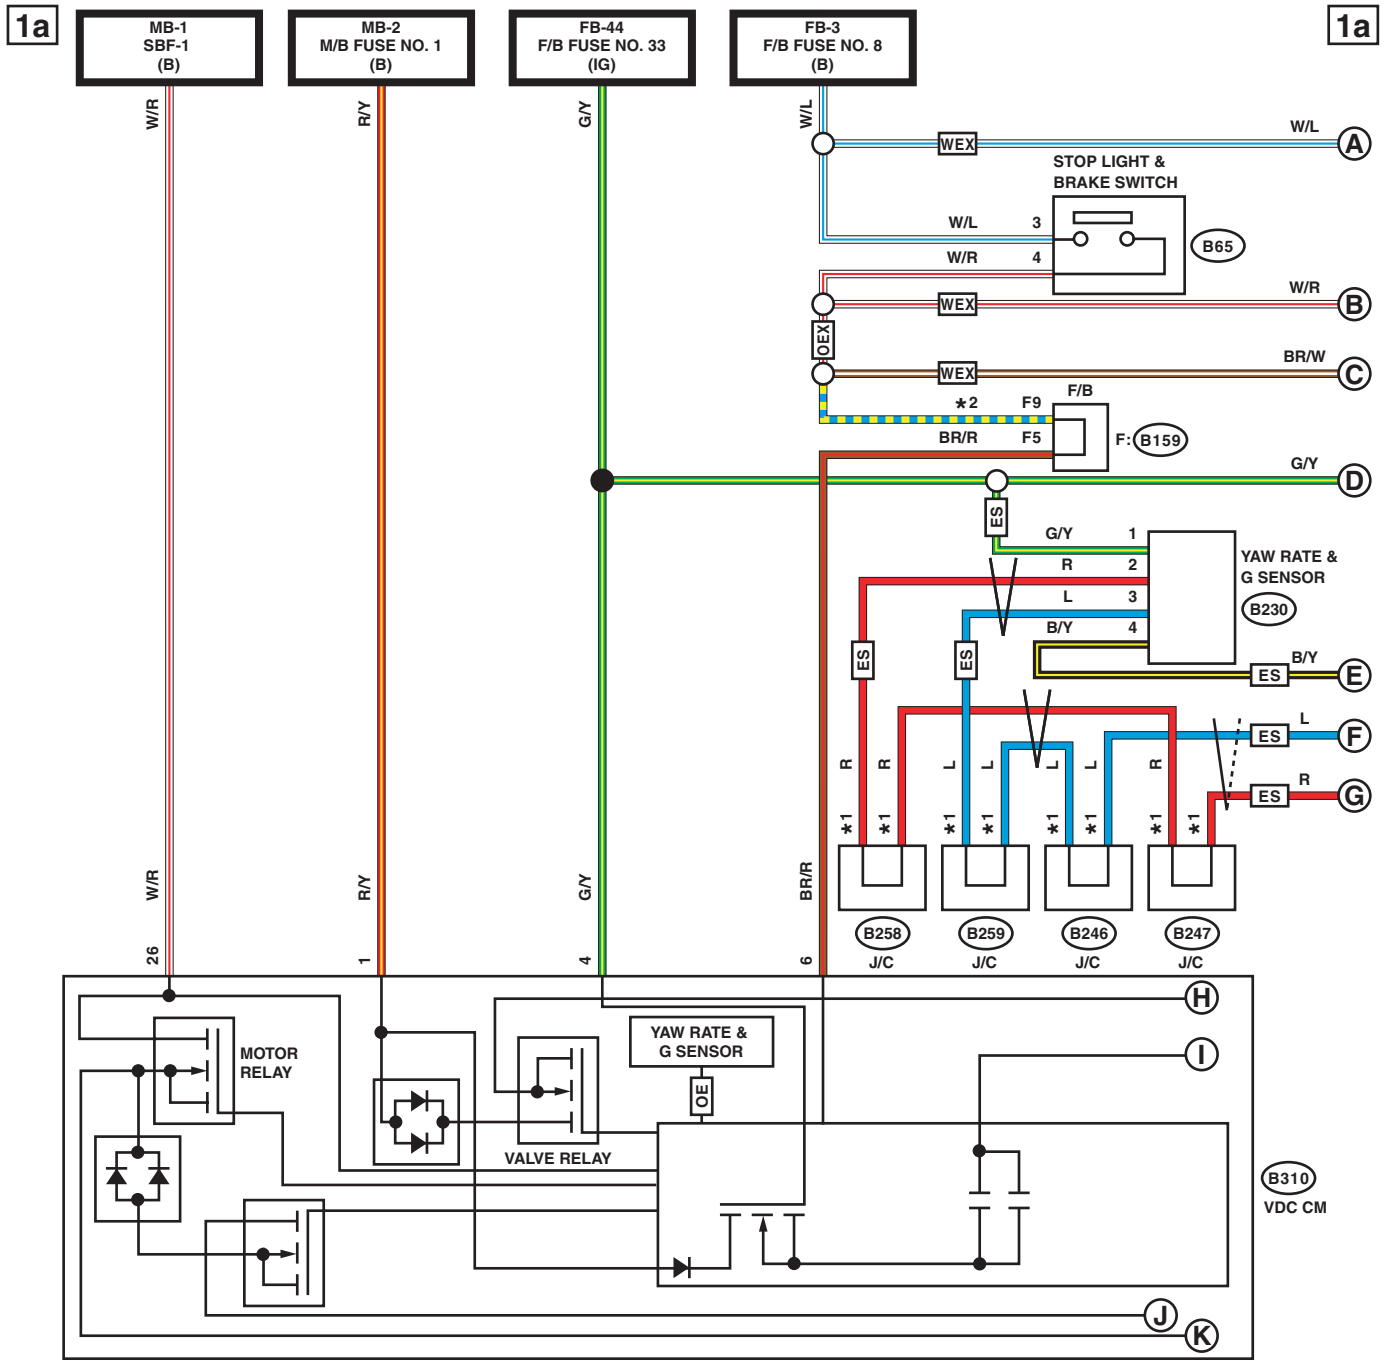 1a
1a
MB-1
SBF-1
(B)
MB-2
M/B FUSE NO. 1
(B)
FB-44
F/B FUSE NO. 33
(IG)
FB-3
F/B FUSE NO. 8
(B)
W/R
R/Y
G/Y
W/L
WEX
W/L
A
STOP LIGHT &
BRAKE SWITCH
W/L
3
W/R
4
B65
WEX
W/R
B
OEX
WEX
BR/W
C
*2
F9
F/B
BR/R
F5
F:
B159
G/Y
D
ES
G/Y
1
R
2
L
3
B/Y
4
YAW RATE &
G SENSOR
B230
ES
ES
ES
B/Y
E
ES
L
F
ES
R
G
R
R
L
L
L
L
R
*1
*1
*1
*1
*1
*1
*1
*1
W/R
R/Y
G/Y
BR/R
B258
B259
B246
B247
J/C
J/C
J/C
J/C
26
1
4
6
H
YAW RATE &
G SENSOR
MOTOR
RELAY
I
OE
VALVE RELAY
B310
VDC CM
J
K